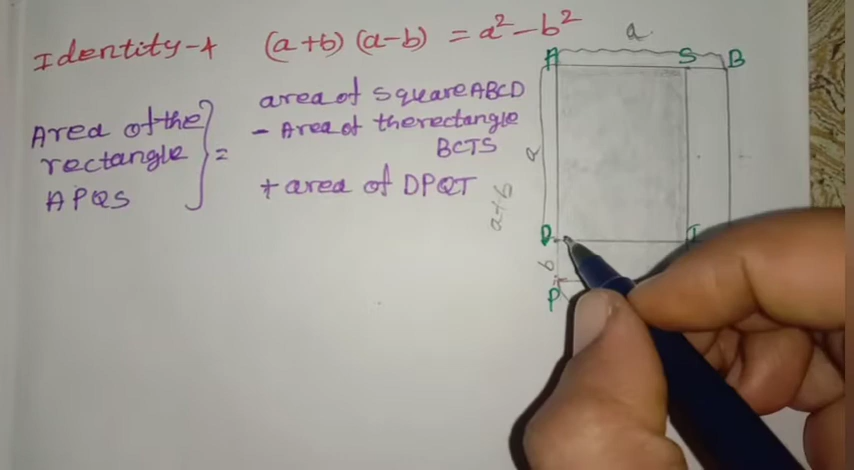 Identity-4 (a+b) (a-b) = a² - b²
Area of the rectangle APQS } = area of square ABCD
- Area of the rectangle BCTS
+ area of DPQT
a
A S B
a
a+b
D T
b
P